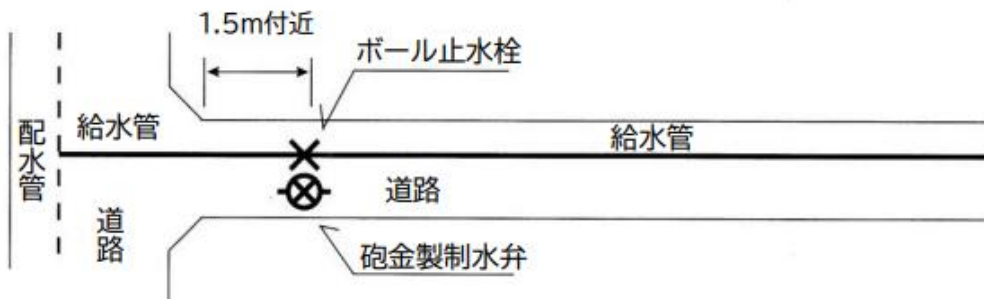 1.5m付近
ボール止水栓
配水管
給水管
給水管
道路
道路
砲金製制水弁